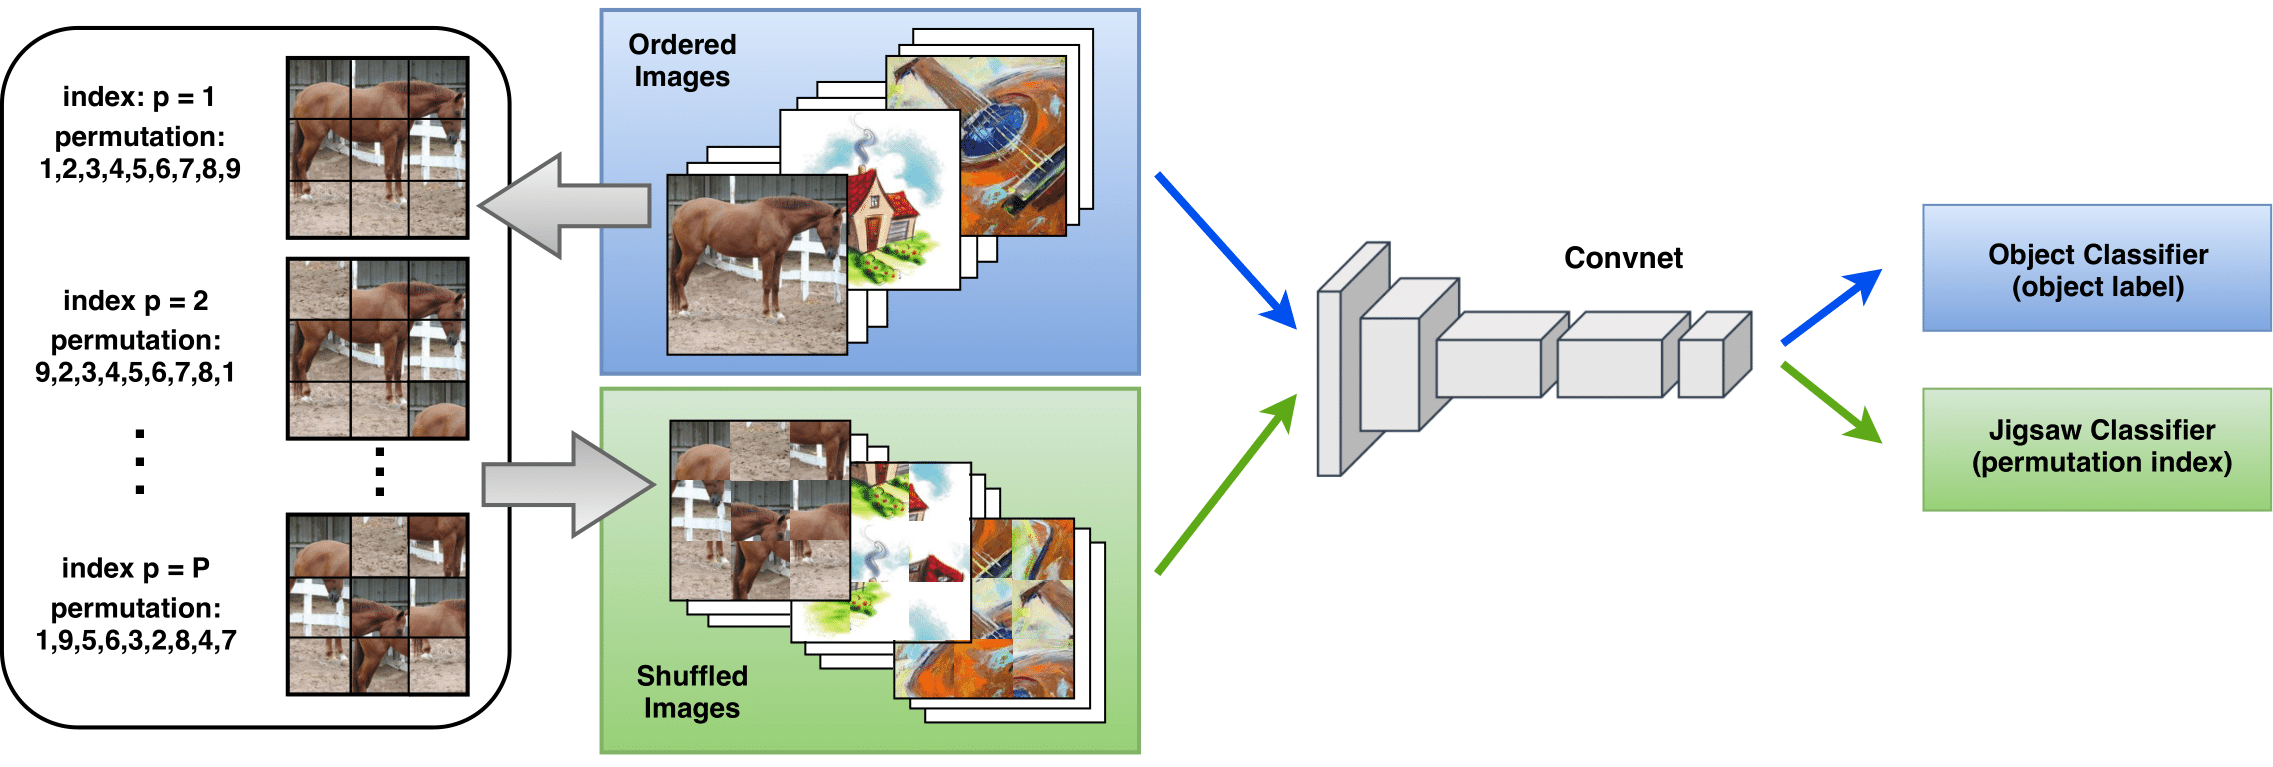 index: p = 1
permutation:
1,2,3,4,5,6,7,8,9
index p = 2
permutation:
9,2,3,4,5,6,7,8,1
index p = P
permutation:
1,9,5,6,3,2,8,4,7
Ordered
Images
Shuffled
Images
Convnet
Object Classifier
(object label)
Jigsaw Classifier
(permutation index)